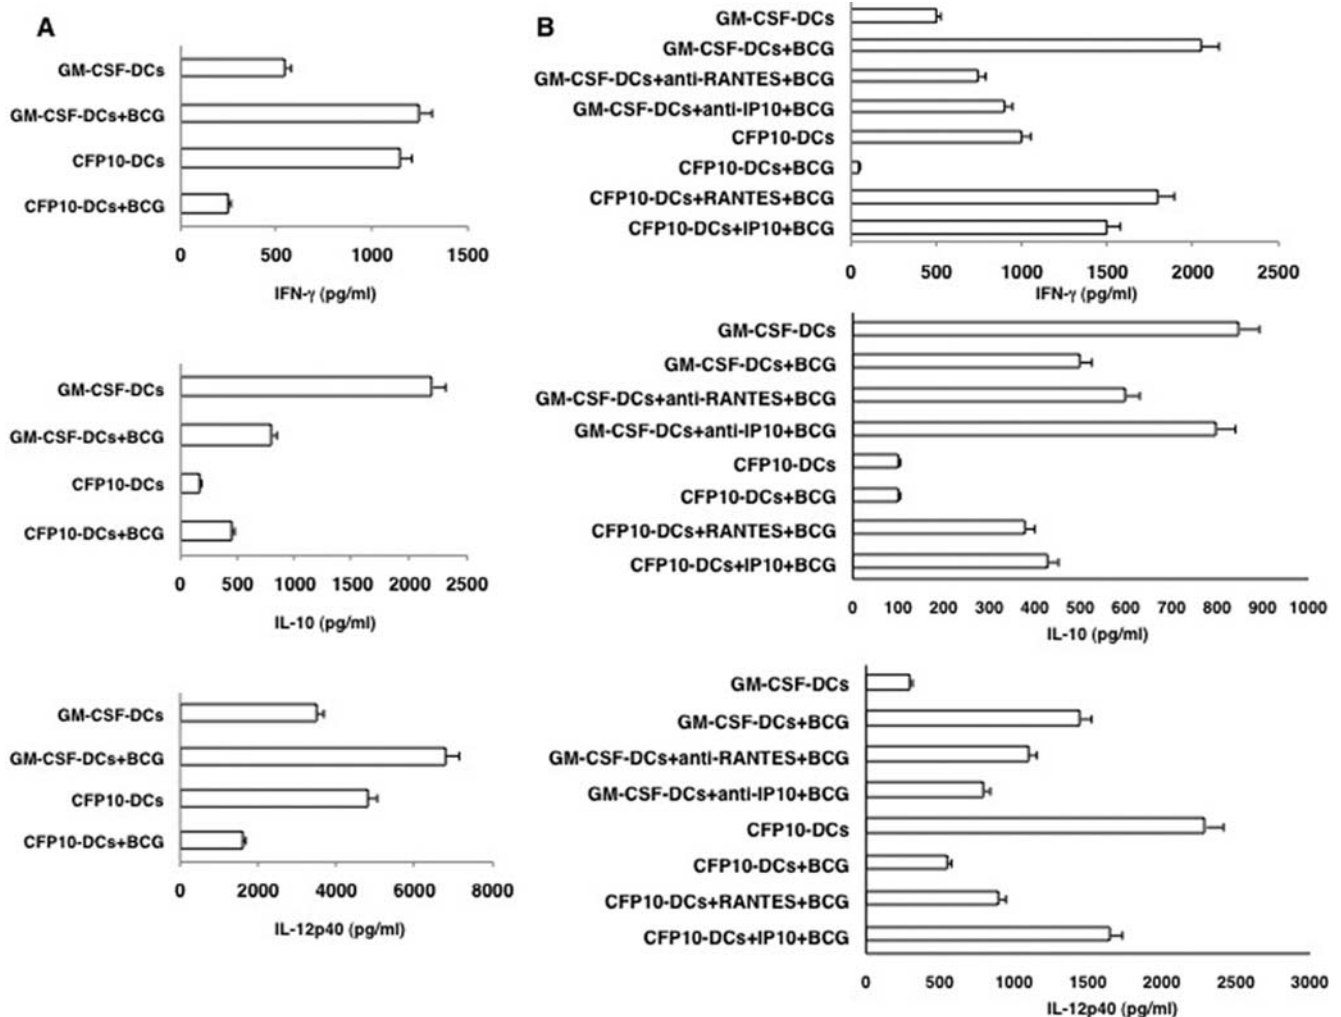 A
GM-CSF-DCs
GM-CSF-DCs+BCG
CFP10-DCs
CFP10-DCs+BCG
0 500 1000 1500
IFN-γ (pg/ml)
GM-CSF-DCs
GM-CSF-DCs+BCG
CFP10-DCs
CFP10-DCs+BCG
0 500 1000 1500 2000 2500
IL-10 (pg/ml)
GM-CSF-DCs
GM-CSF-DCs+BCG
CFP10-DCs
CFP10-DCs+BCG
0 2000 4000 6000 8000
IL-12p40 (pg/ml)
B
GM-CSF-DCs
GM-CSF-DCs+BCG
GM-CSF-DCs+anti-RANTES+BCG
GM-CSF-DCs+anti-IP10+BCG
CFP10-DCs
CFP10-DCs+BCG
CFP10-DCs+RANTES+BCG
CFP10-DCs+IP10+BCG
0 500 1000 1500 2000 2500
IFN-γ (pg/ml)
GM-CSF-DCs
GM-CSF-DCs+BCG
GM-CSF-DCs+anti-RANTES+BCG
GM-CSF-DCs+anti-IP10+BCG
CFP10-DCs
CFP10-DCs+BCG
CFP10-DCs+RANTES+BCG
CFP10-DCs+IP10+BCG
0 100 200 300 400 500 600 700 800 900 1000
IL-10 (pg/ml)
GM-CSF-DCs
GM-CSF-DCs+BCG
GM-CSF-DCs+anti-RANTES+BCG
GM-CSF-DCs+anti-IP10+BCG
CFP10-DCs
CFP10-DCs+BCG
CFP10-DCs+RANTES+BCG
CFP10-DCs+IP10+BCG
0 500 1000 1500 2000 2500 3000
IL-12p40 (pg/ml)